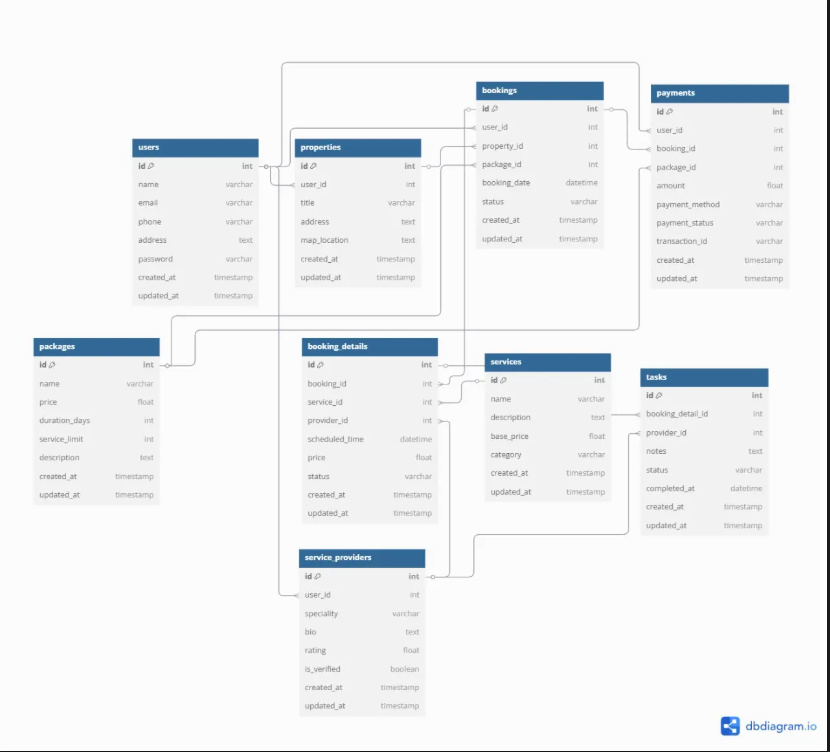 bookings
id int
user_id int
property_id int
package_id int
booking_date datetime
status varchar
created_at timestamp
updated_at timestamp
payments
id int
user_id int
booking_id int
package_id int
amount float
payment_method varchar
payment_status varchar
transaction_id varchar
created_at timestamp
updated_at timestamp
users
id int
name varchar
email varchar
phone varchar
address text
password varchar
created_at timestamp
updated_at timestamp
properties
id int
user_id int
title varchar
address text
map_location text
created_at timestamp
updated_at timestamp
packages
id int
name varchar
price float
duration_days int
service_limit int
description text
created_at timestamp
updated_at timestamp
booking_details
id int
booking_id int
service_id int
provider_id int
scheduled_time datetime
price float
status varchar
created_at timestamp
updated_at timestamp
services
id int
name varchar
description text
base_price float
category varchar
created_at timestamp
updated_at timestamp
tasks
id int
booking_detail_id int
provider_id int
notes text
status varchar
completed_at datetime
created_at timestamp
updated_at timestamp
service_providers
id int
user_id int
speciality varchar
bio text
rating float
is_verified boolean
created_at timestamp
updated_at timestamp
dbdiagram.io